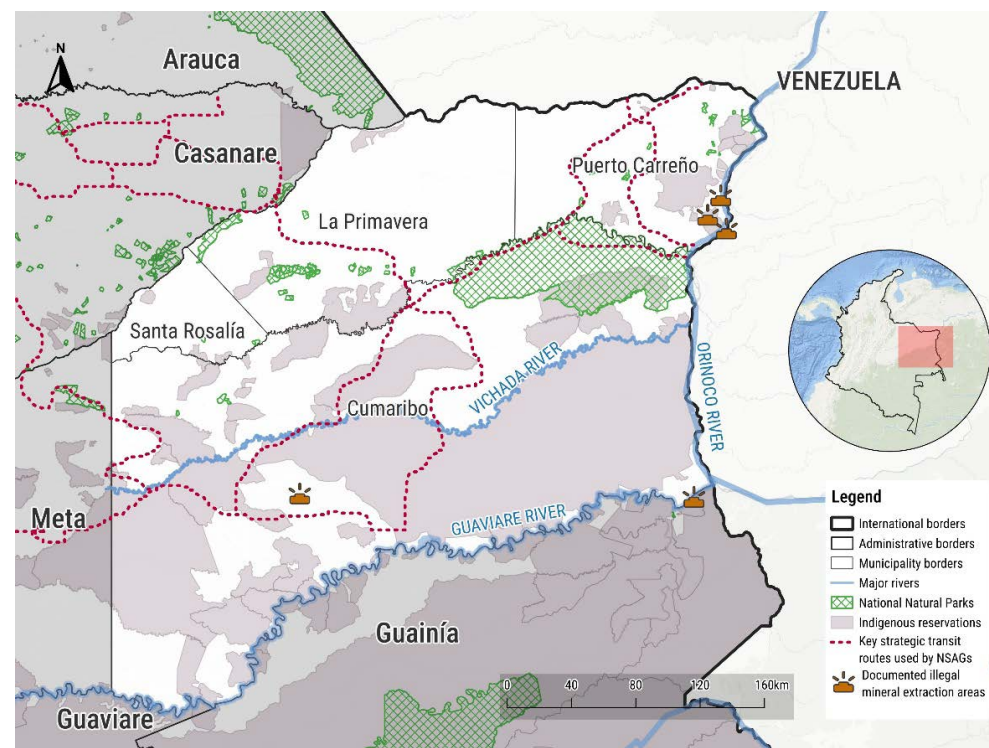 N
Arauca
VENEZUELA
Casanare
Puerto Carreño
La Primavera
Santa Rosalía
VICHADA RIVER
ORINOCO RIVER
Cumaribo
Meta
GUAVIARE RIVER
Guainía
Guaviare
0 40 80 120 160km
Legend
International borders
Administrative borders
Municipality borders
Major rivers
National Natural Parks
Indigenous reservations
Key strategic transit
routes used by NSAGs
Documented illegal
mineral extraction areas